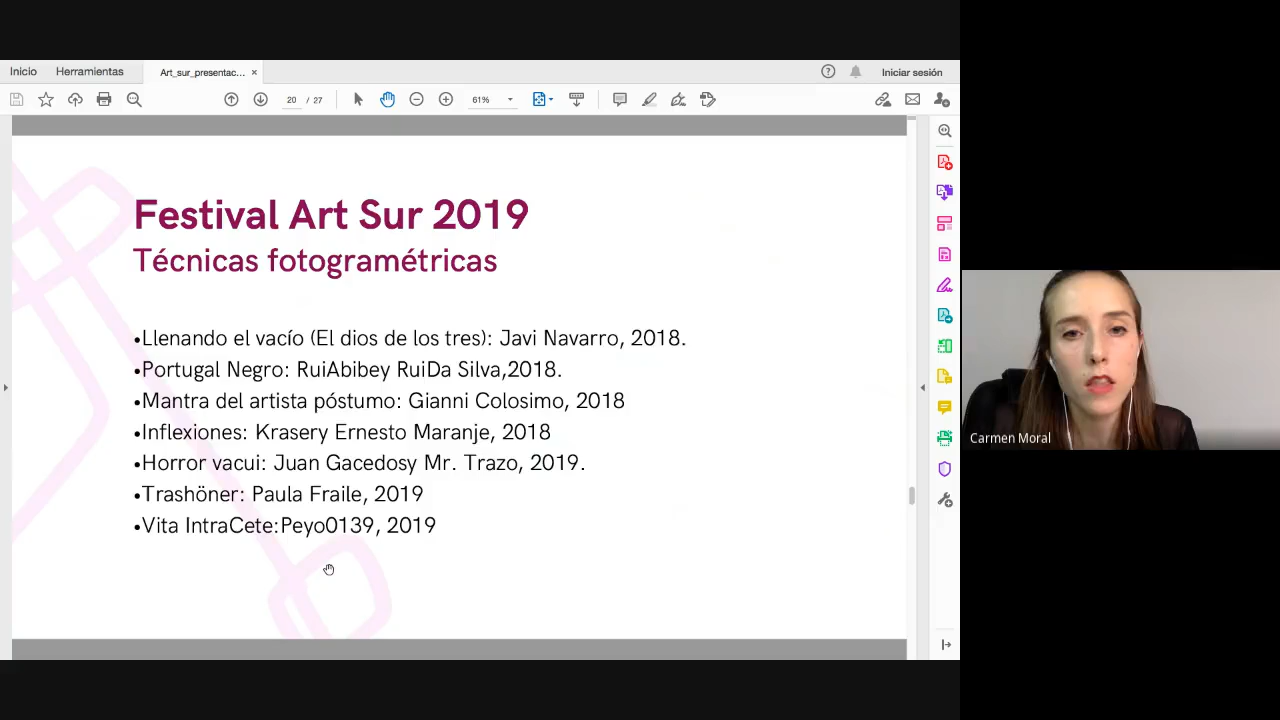 Inicio Herramientas Art_sur_presentac... × Iniciar sesión
20 / 27 61%
Festival Art Sur 2019
Técnicas fotogramétricas
•Llenando el vacío (El dios de los tres): Javi Navarro, 2018.
•Portugal Negro: RuiAbibey RuiDa Silva,2018.
•Mantra del artista póstumo: Gianni Colosimo, 2018
•Inflexiones: Krasery Ernesto Maranje, 2018
•Horror vacui: Juan Gacedosy Mr. Trazo, 2019.
•Trashöner: Paula Fraile, 2019
•Vita IntraCete:Peyo0139, 2019
Carmen Moral